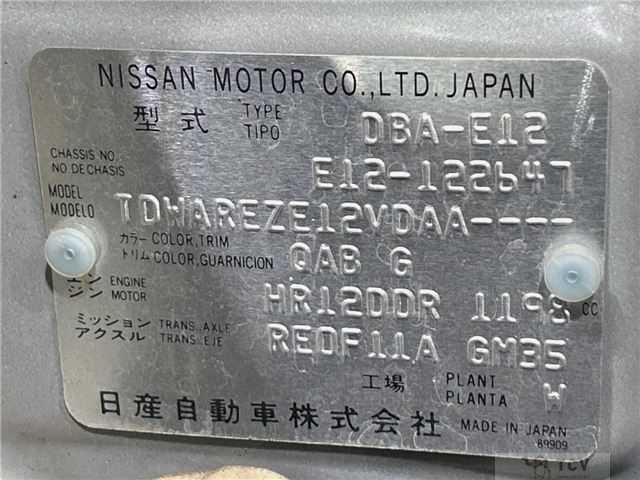 NISSAN MOTOR CO.,LTD. JAPAN
型式 TYPE TIPO DBA-E12
CHASSIS NO. NO DE CHASIS E12-122647
MODEL MODELO TDWAREZE12VDAA----
カラー COLOR,TRIM トリム COLOR,GUARNICION QAB G
エンジン ENGINE MOTOR HR12DDR 1198 CC
ミッション TRANS.,AXLE アクスル TRANS.,EJE RE0F11A GM35
工場 PLANT PLANTA W
日産自動車株式会社 MADE IN JAPAN
89909
TCV